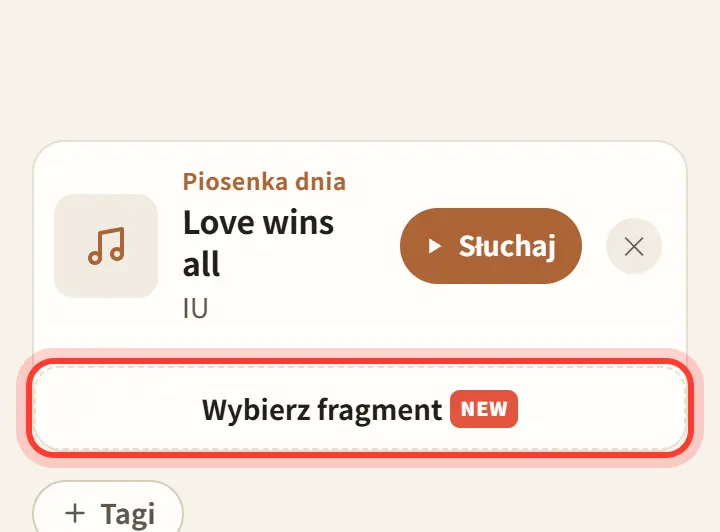 Piosenka dnia
Love wins
all
IU
Słuchaj
Wybierz fragment NEW
+ Tagi